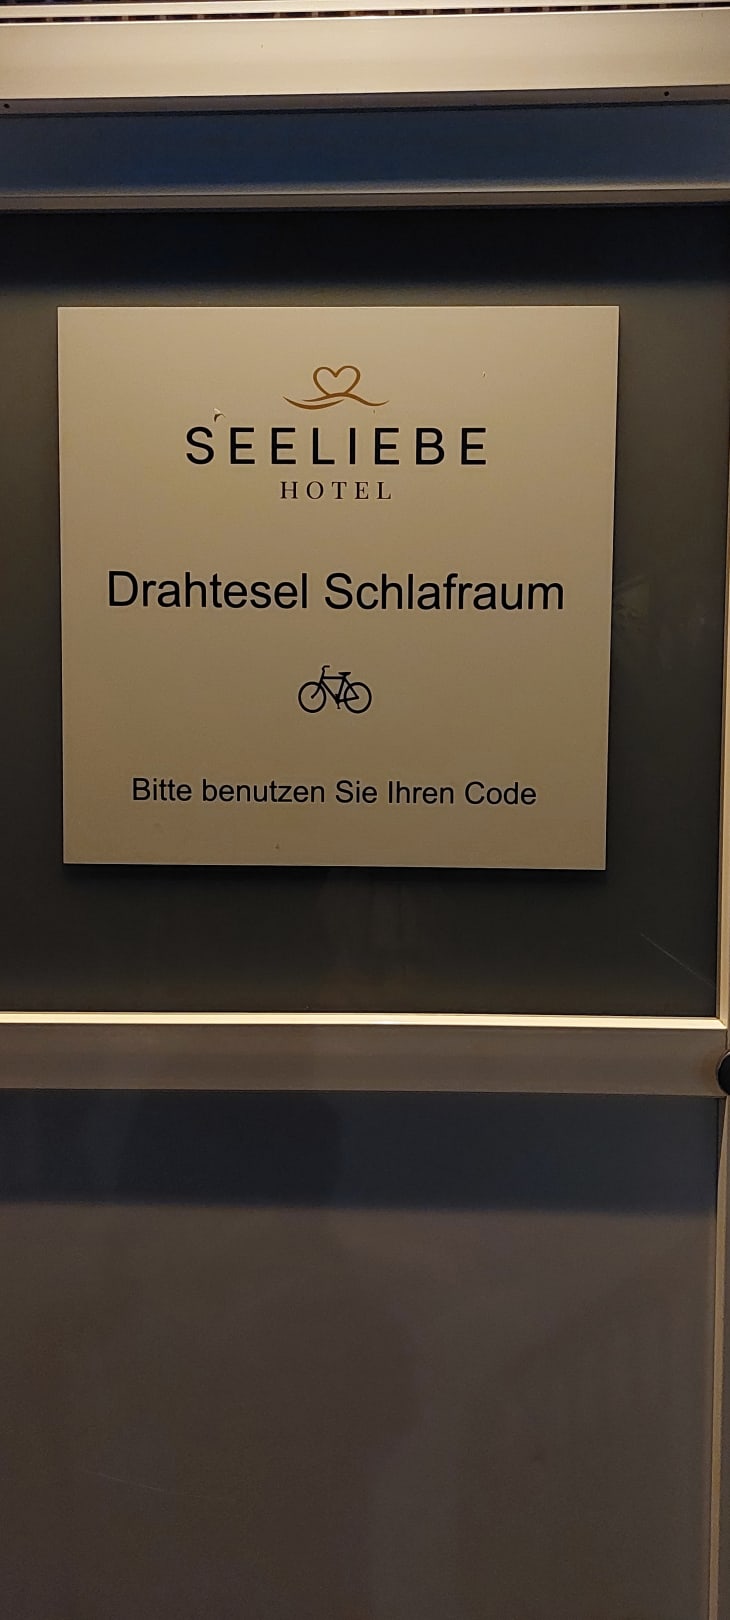 SEELIEBE
HOTEL
Drahtesel Schlafraum
Bitte benutzen Sie Ihren Code